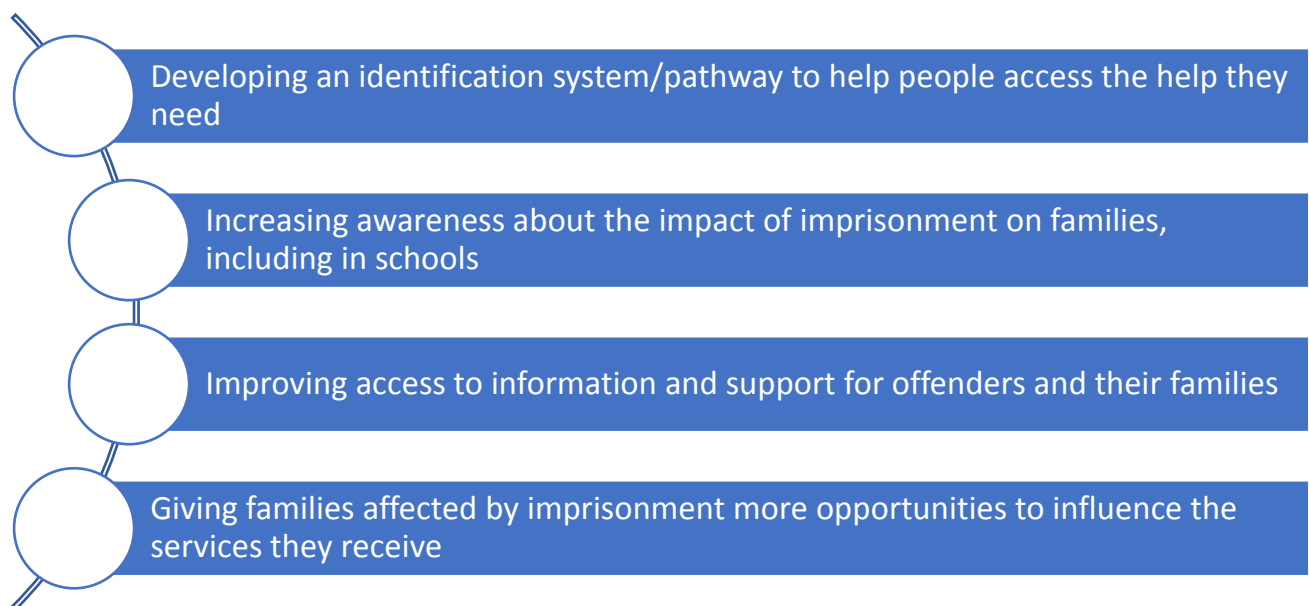 Developing an identification system/pathway to help people access the help they
need
Increasing awareness about the impact of imprisonment on families,
including in schools
Improving access to information and support for offenders and their families
Giving families affected by imprisonment more opportunities to influence the
services they receive